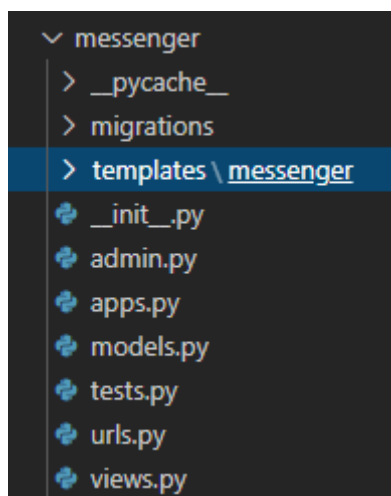 messenger
__pycache__
migrations
templates \ messenger
__init__.py
admin.py
apps.py
models.py
tests.py
urls.py
views.py